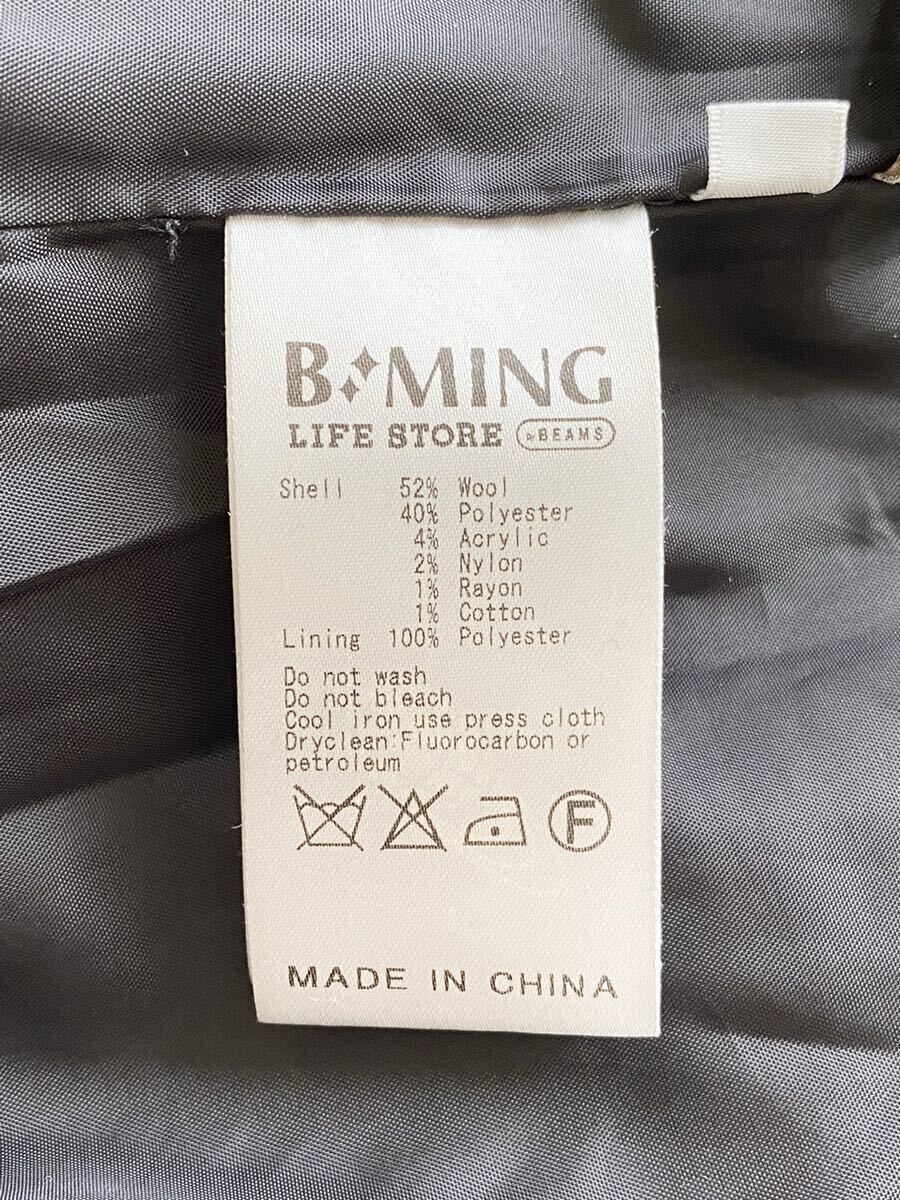 B MING
LIFE STORE by BEAMS
Shell 52% Wool
40% Polyester
4% Acrylic
2% Nylon
1% Rayon
1% Cotton
Lining 100% Polyester
Do not wash
Do not bleach
Cool iron use press cloth
Dryclean:Fluorocarbon or
petroleum
F
MADE IN CHINA